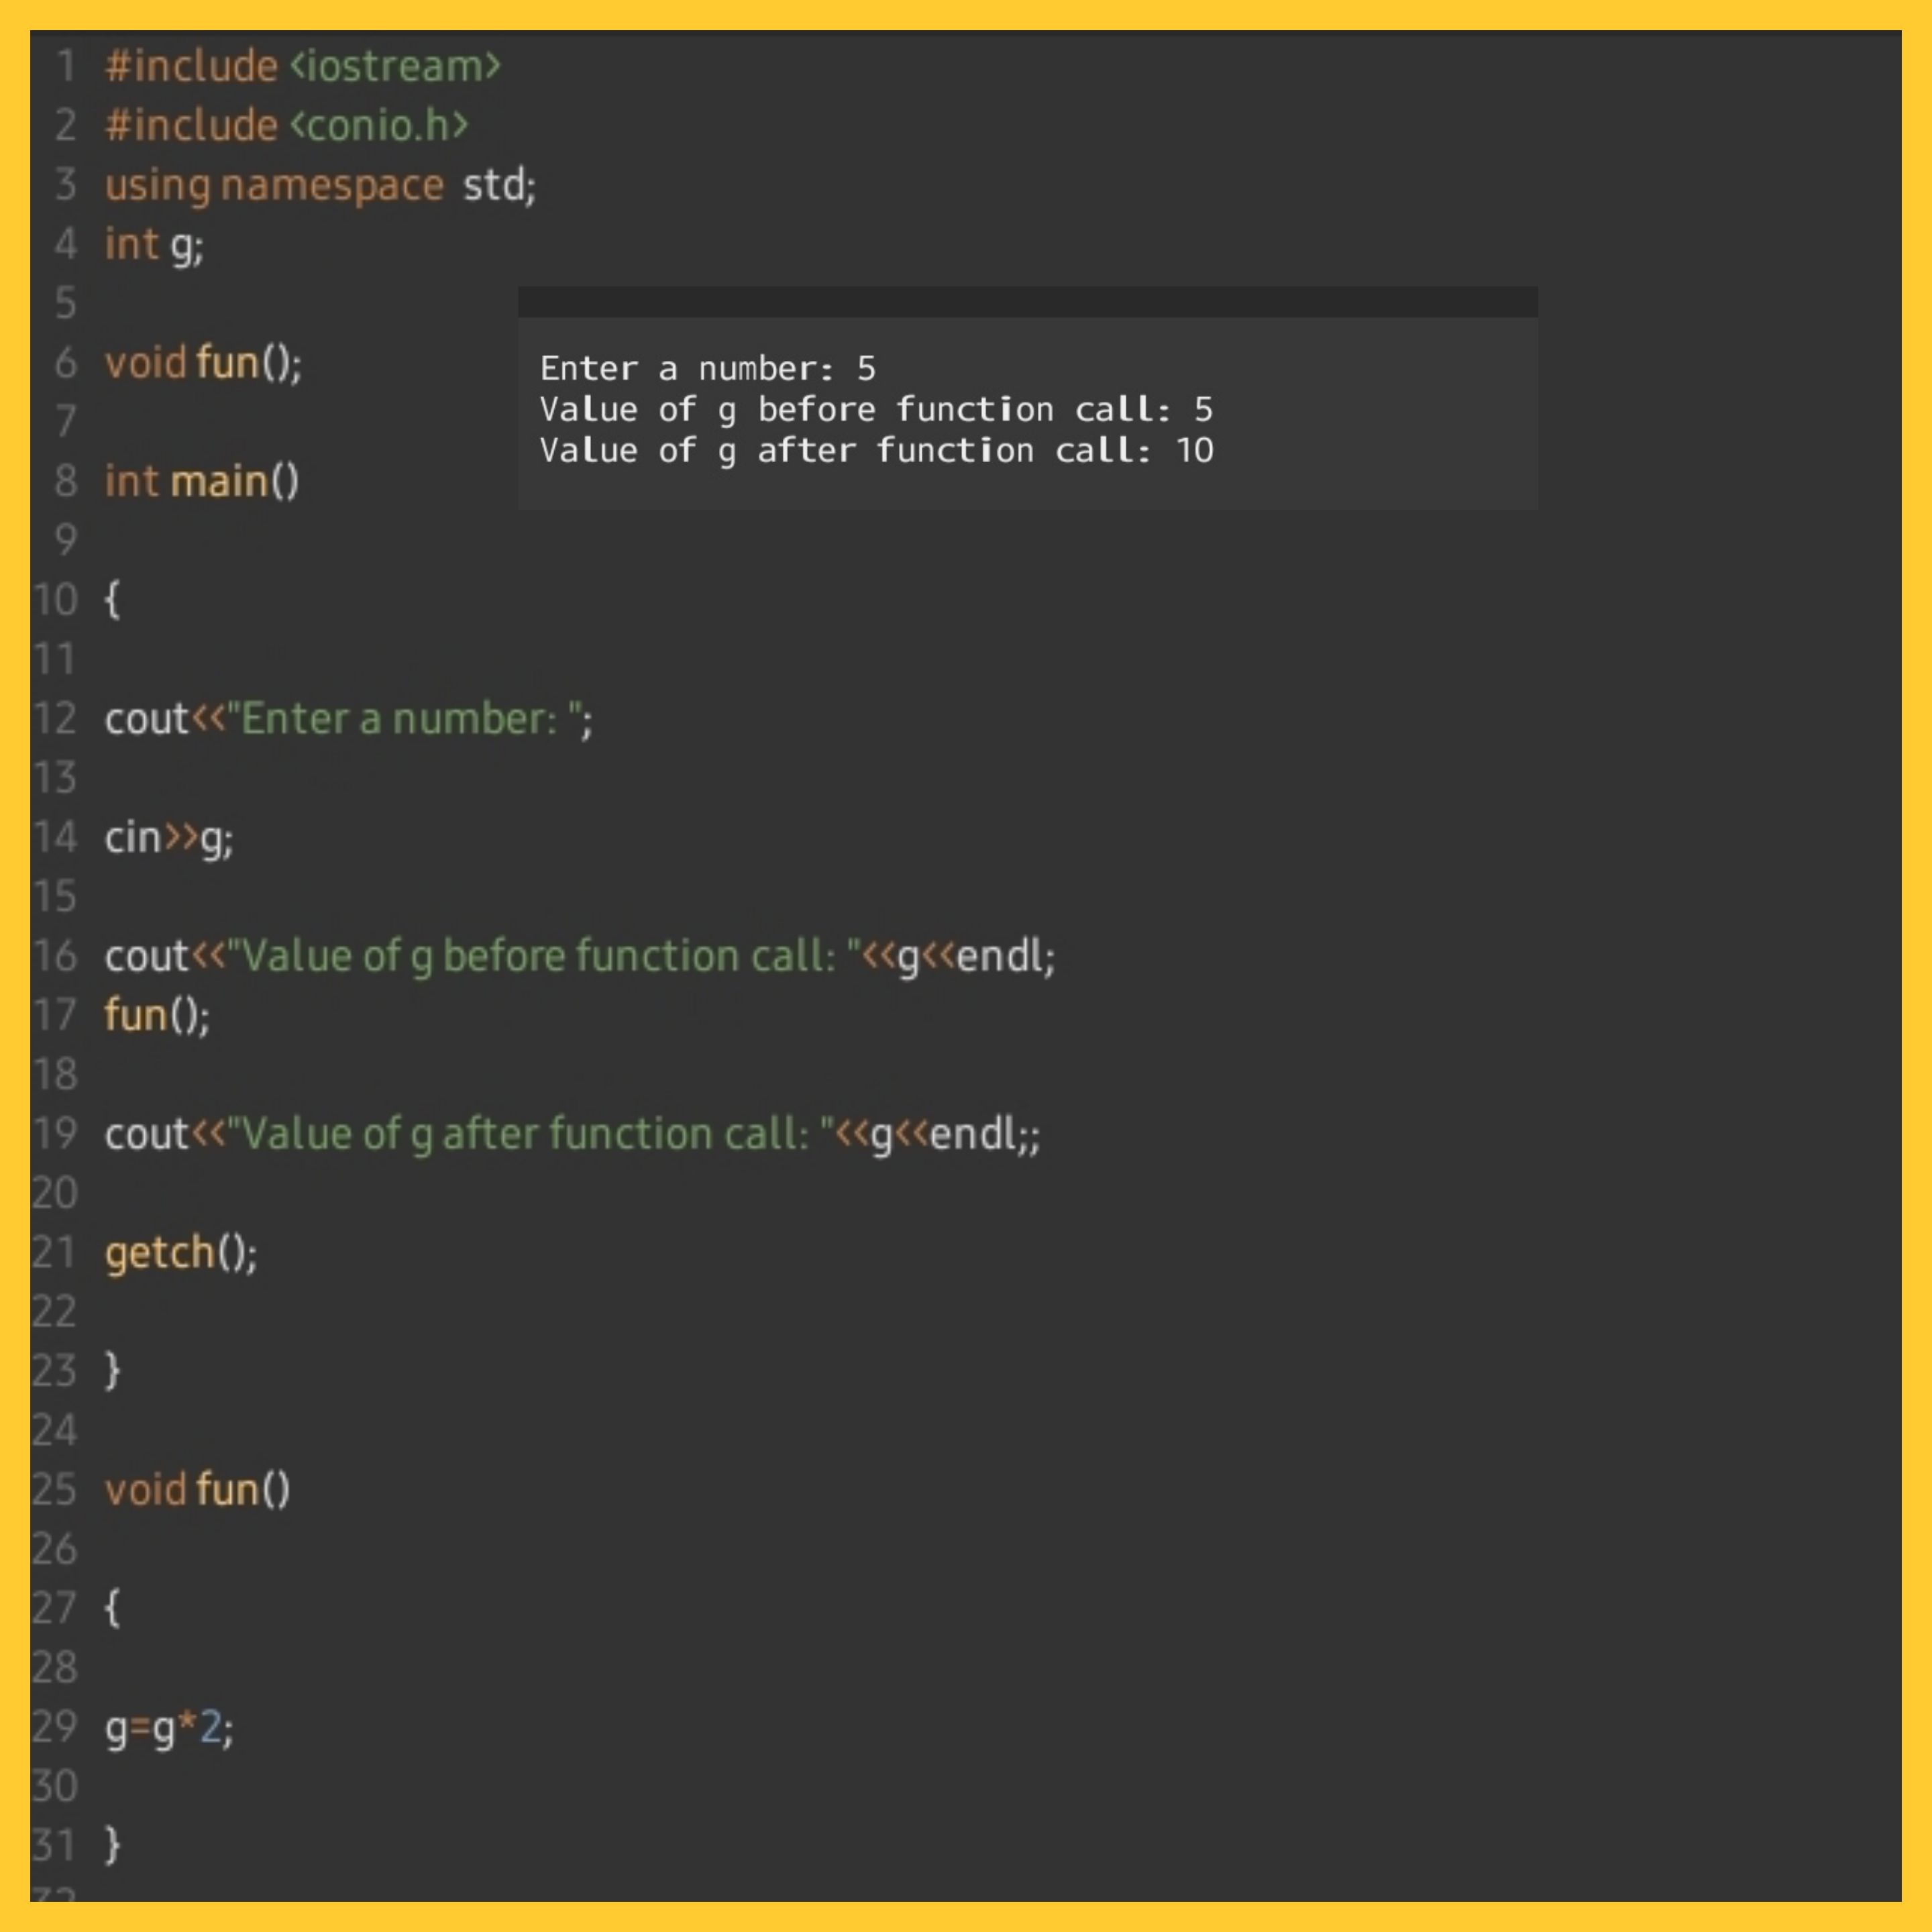 1 #include <iostream>
2 #include <conio.h>
3 using namespace std;
4 int g;
5
6 void fun();
7
8 int main()
9
10 {
11
12 cout<<"Enter a number: ";
13
14 cin>>g;
15
16 cout<<"Value of g before function call: "<<g<<endl;
17 fun();
18
19 cout<<"Value of g after function call: "<<g<<endl;;
20
21 getch();
22
23 }
24
25 void fun()
26
27 {
28
29 g=g*2;
30
31 }
32
Enter a number: 5
Value of g before function call: 5
Value of g after function call: 10